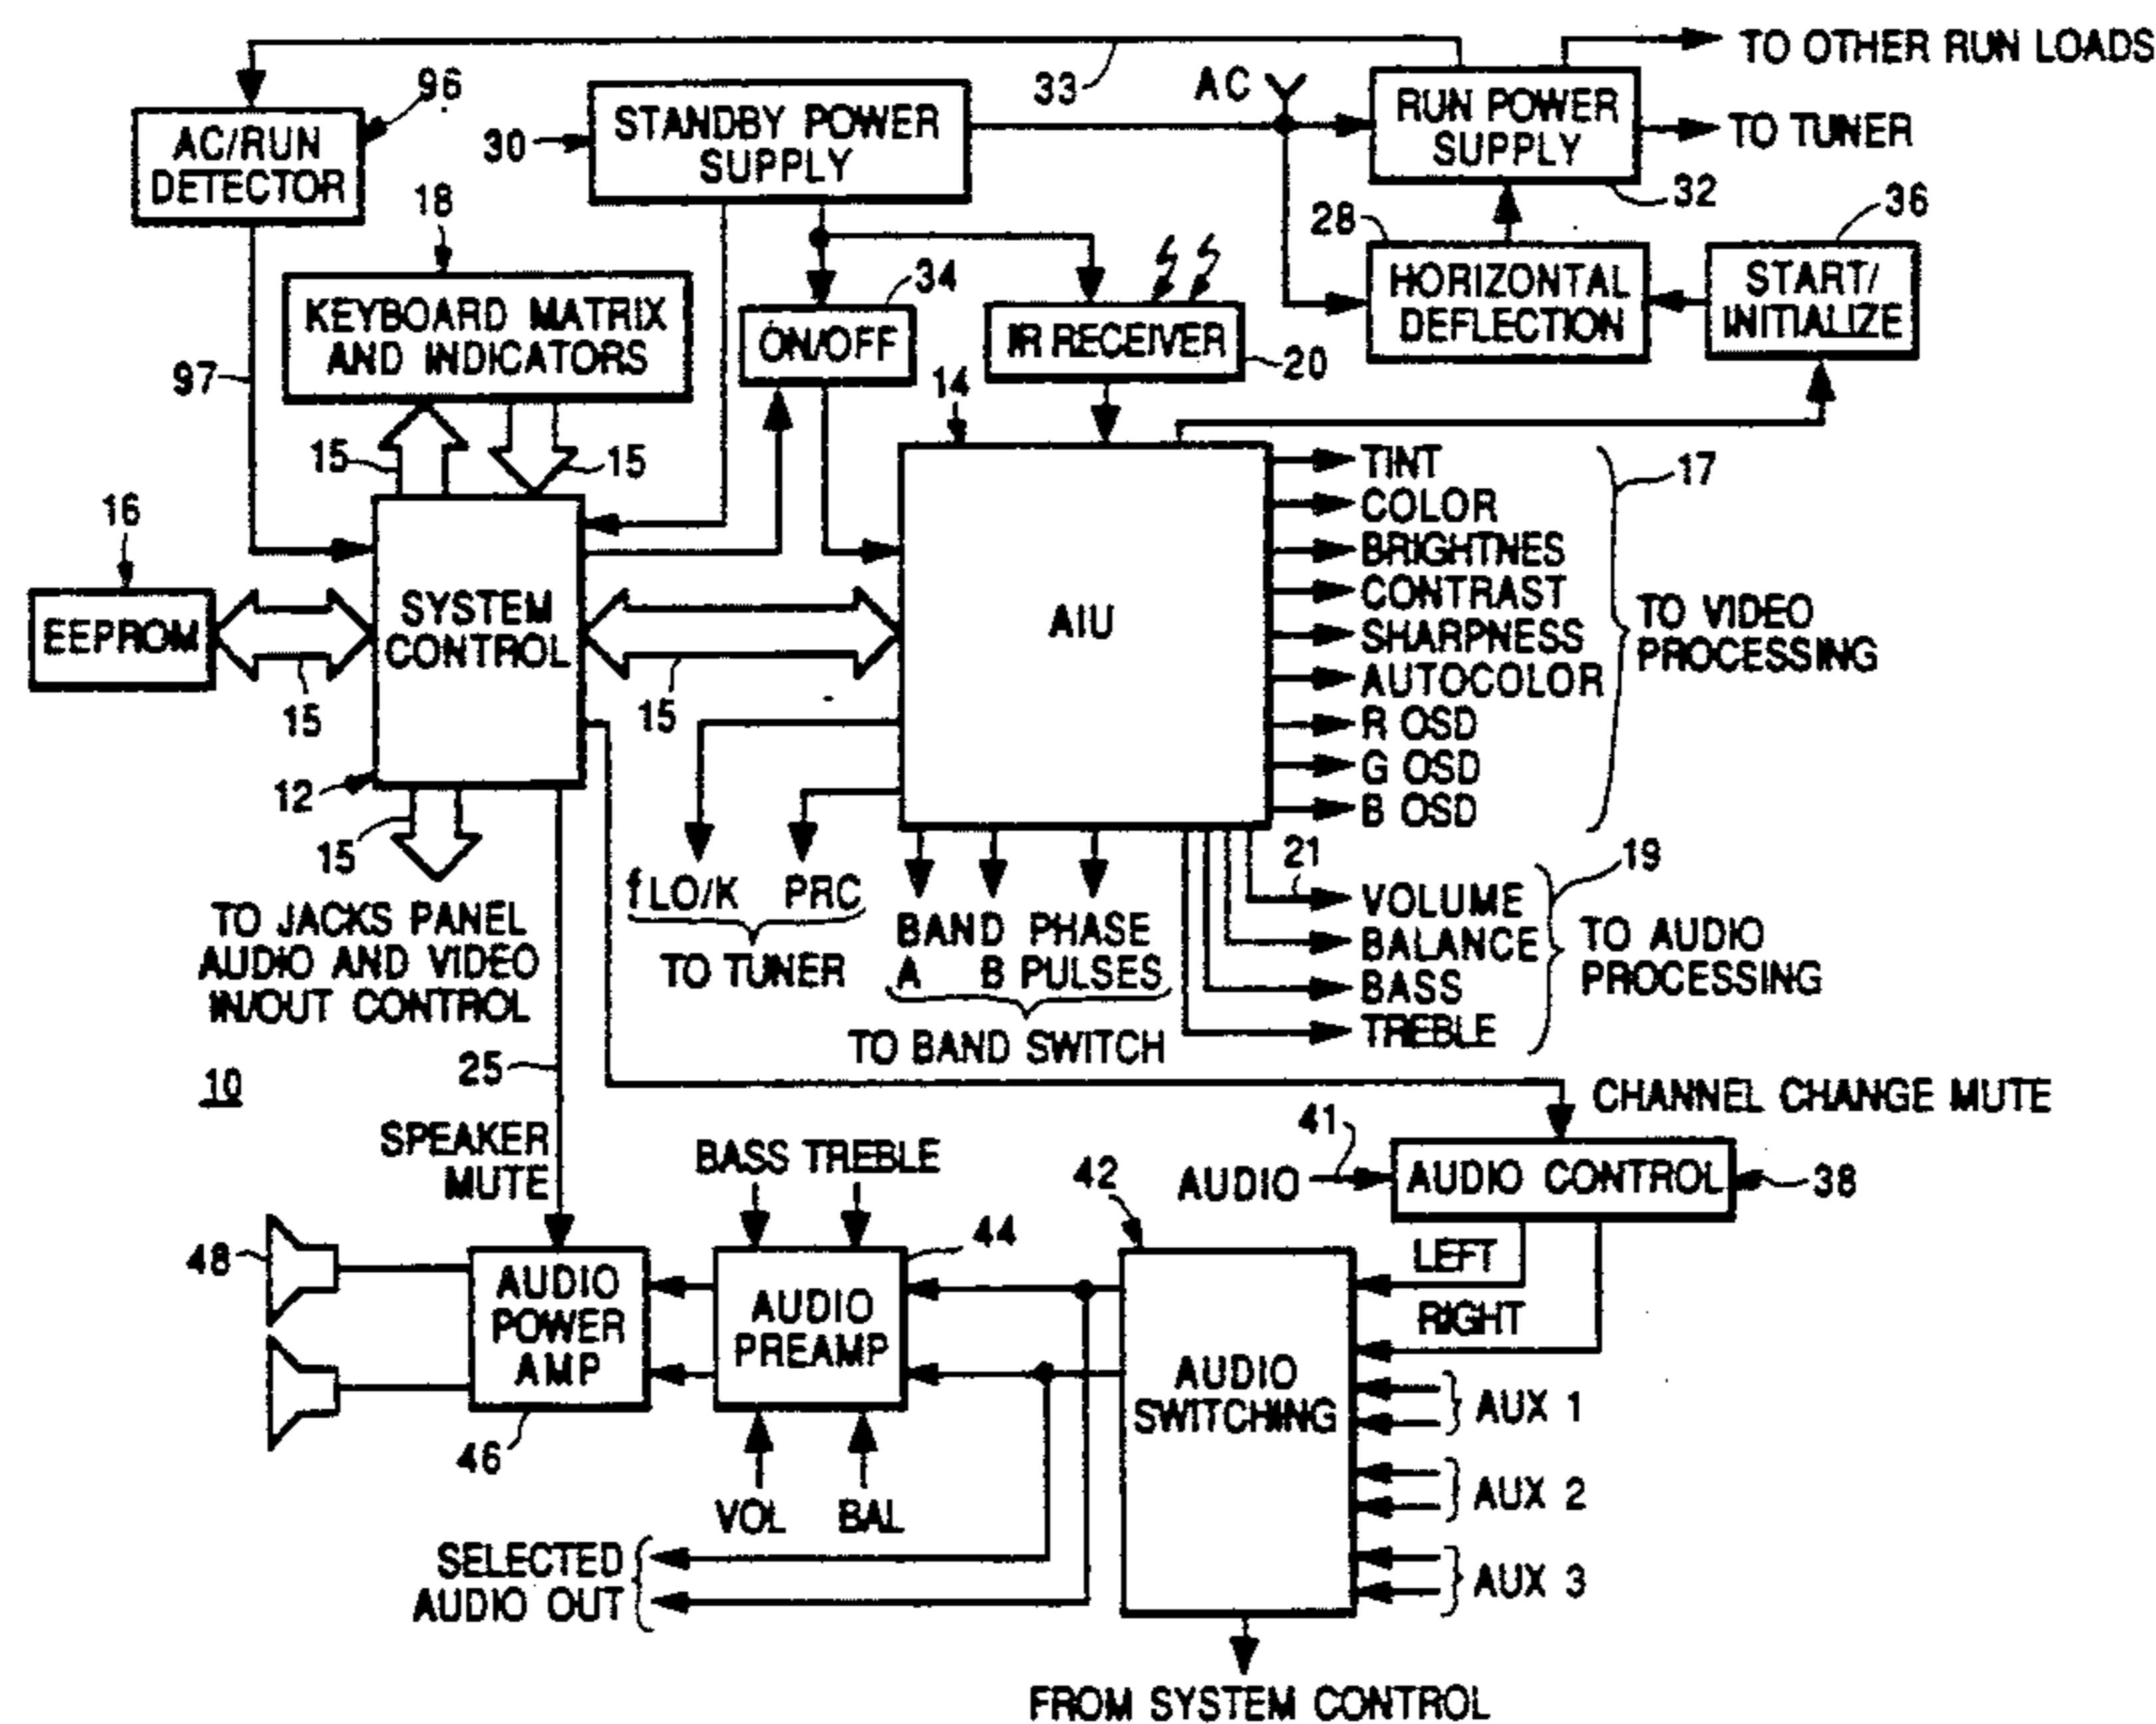 TO OTHER RUN LOADS
33
AC
RUN POWER
SUPPLY
TO TUNER
32
96
AC/RUN
DETECTOR
30
STANDBY POWER
SUPPLY
18
KEYBOARD MATRIX
AND INDICATORS
97
34
ON/OFF
IR RECEIVER
20
28
HORIZONTAL
DEFLECTION
36
START/
INITIALIZE
14
15
15
16
EEPROM
15
SYSTEM
CONTROL
12
15
15
AIU
TINT
COLOR
BRIGHTNES
CONTRAST
SHARPNESS
AUTOCOLOR
R OSD
G OSD
B OSD
17
TO VIDEO
PROCESSING
21
VOLUME
BALANCE
BASS
TREBLE
19
TO AUDIO
PROCESSING
TO JACKS PANEL
AUDIO AND VIDEO
IN/OUT CONTROL
fLO/K PRC
TO TUNER
BAND PHASE
A B PULSES
TO BAND SWITCH
10
25
SPEAKER
MUTE
CHANNEL CHANGE MUTE
41
AUDIO
AUDIO CONTROL
38
BASS TREBLE
42
LEFT
RIGHT
48
AUDIO
POWER
AMP
46
44
AUDIO
PREAMP
VOL BAL
AUDIO
SWITCHING
AUX 1
AUX 2
AUX 3
SELECTED
AUDIO OUT
FROM SYSTEM CONTROL